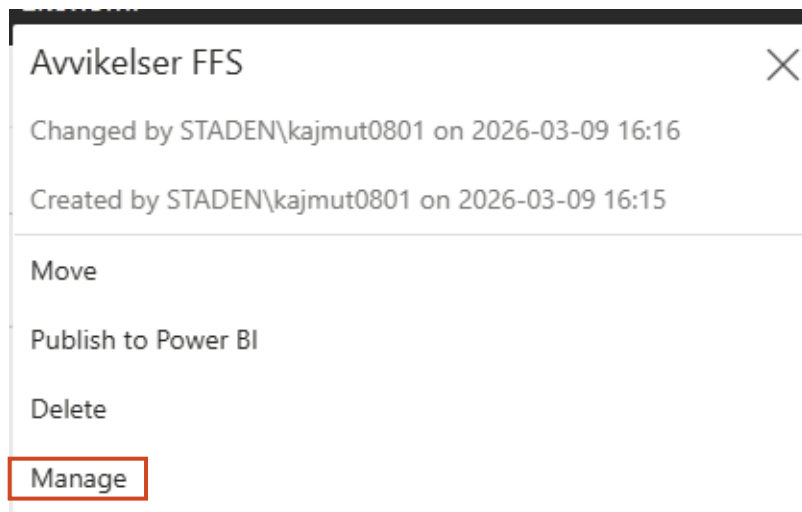 Avvikelser FFS
Changed by STADEN\kajmut0801 on 2026-03-09 16:16
Created by STADEN\kajmut0801 on 2026-03-09 16:15
Move
Publish to Power BI
Delete
Manage